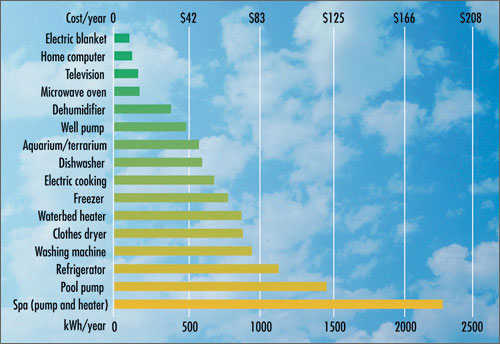 Cost/year 0 $42 $83 $125 $166 $208
Electric blanket
Home computer
Television
Microwave oven
Dehumidifier
Well pump
Aquarium/terrarium
Dishwasher
Electric cooking
Freezer
Waterbed heater
Clothes dryer
Washing machine
Refrigerator
Pool pump
Spa (pump and heater)
kWh/year 0 500 1000 1500 2000 2500